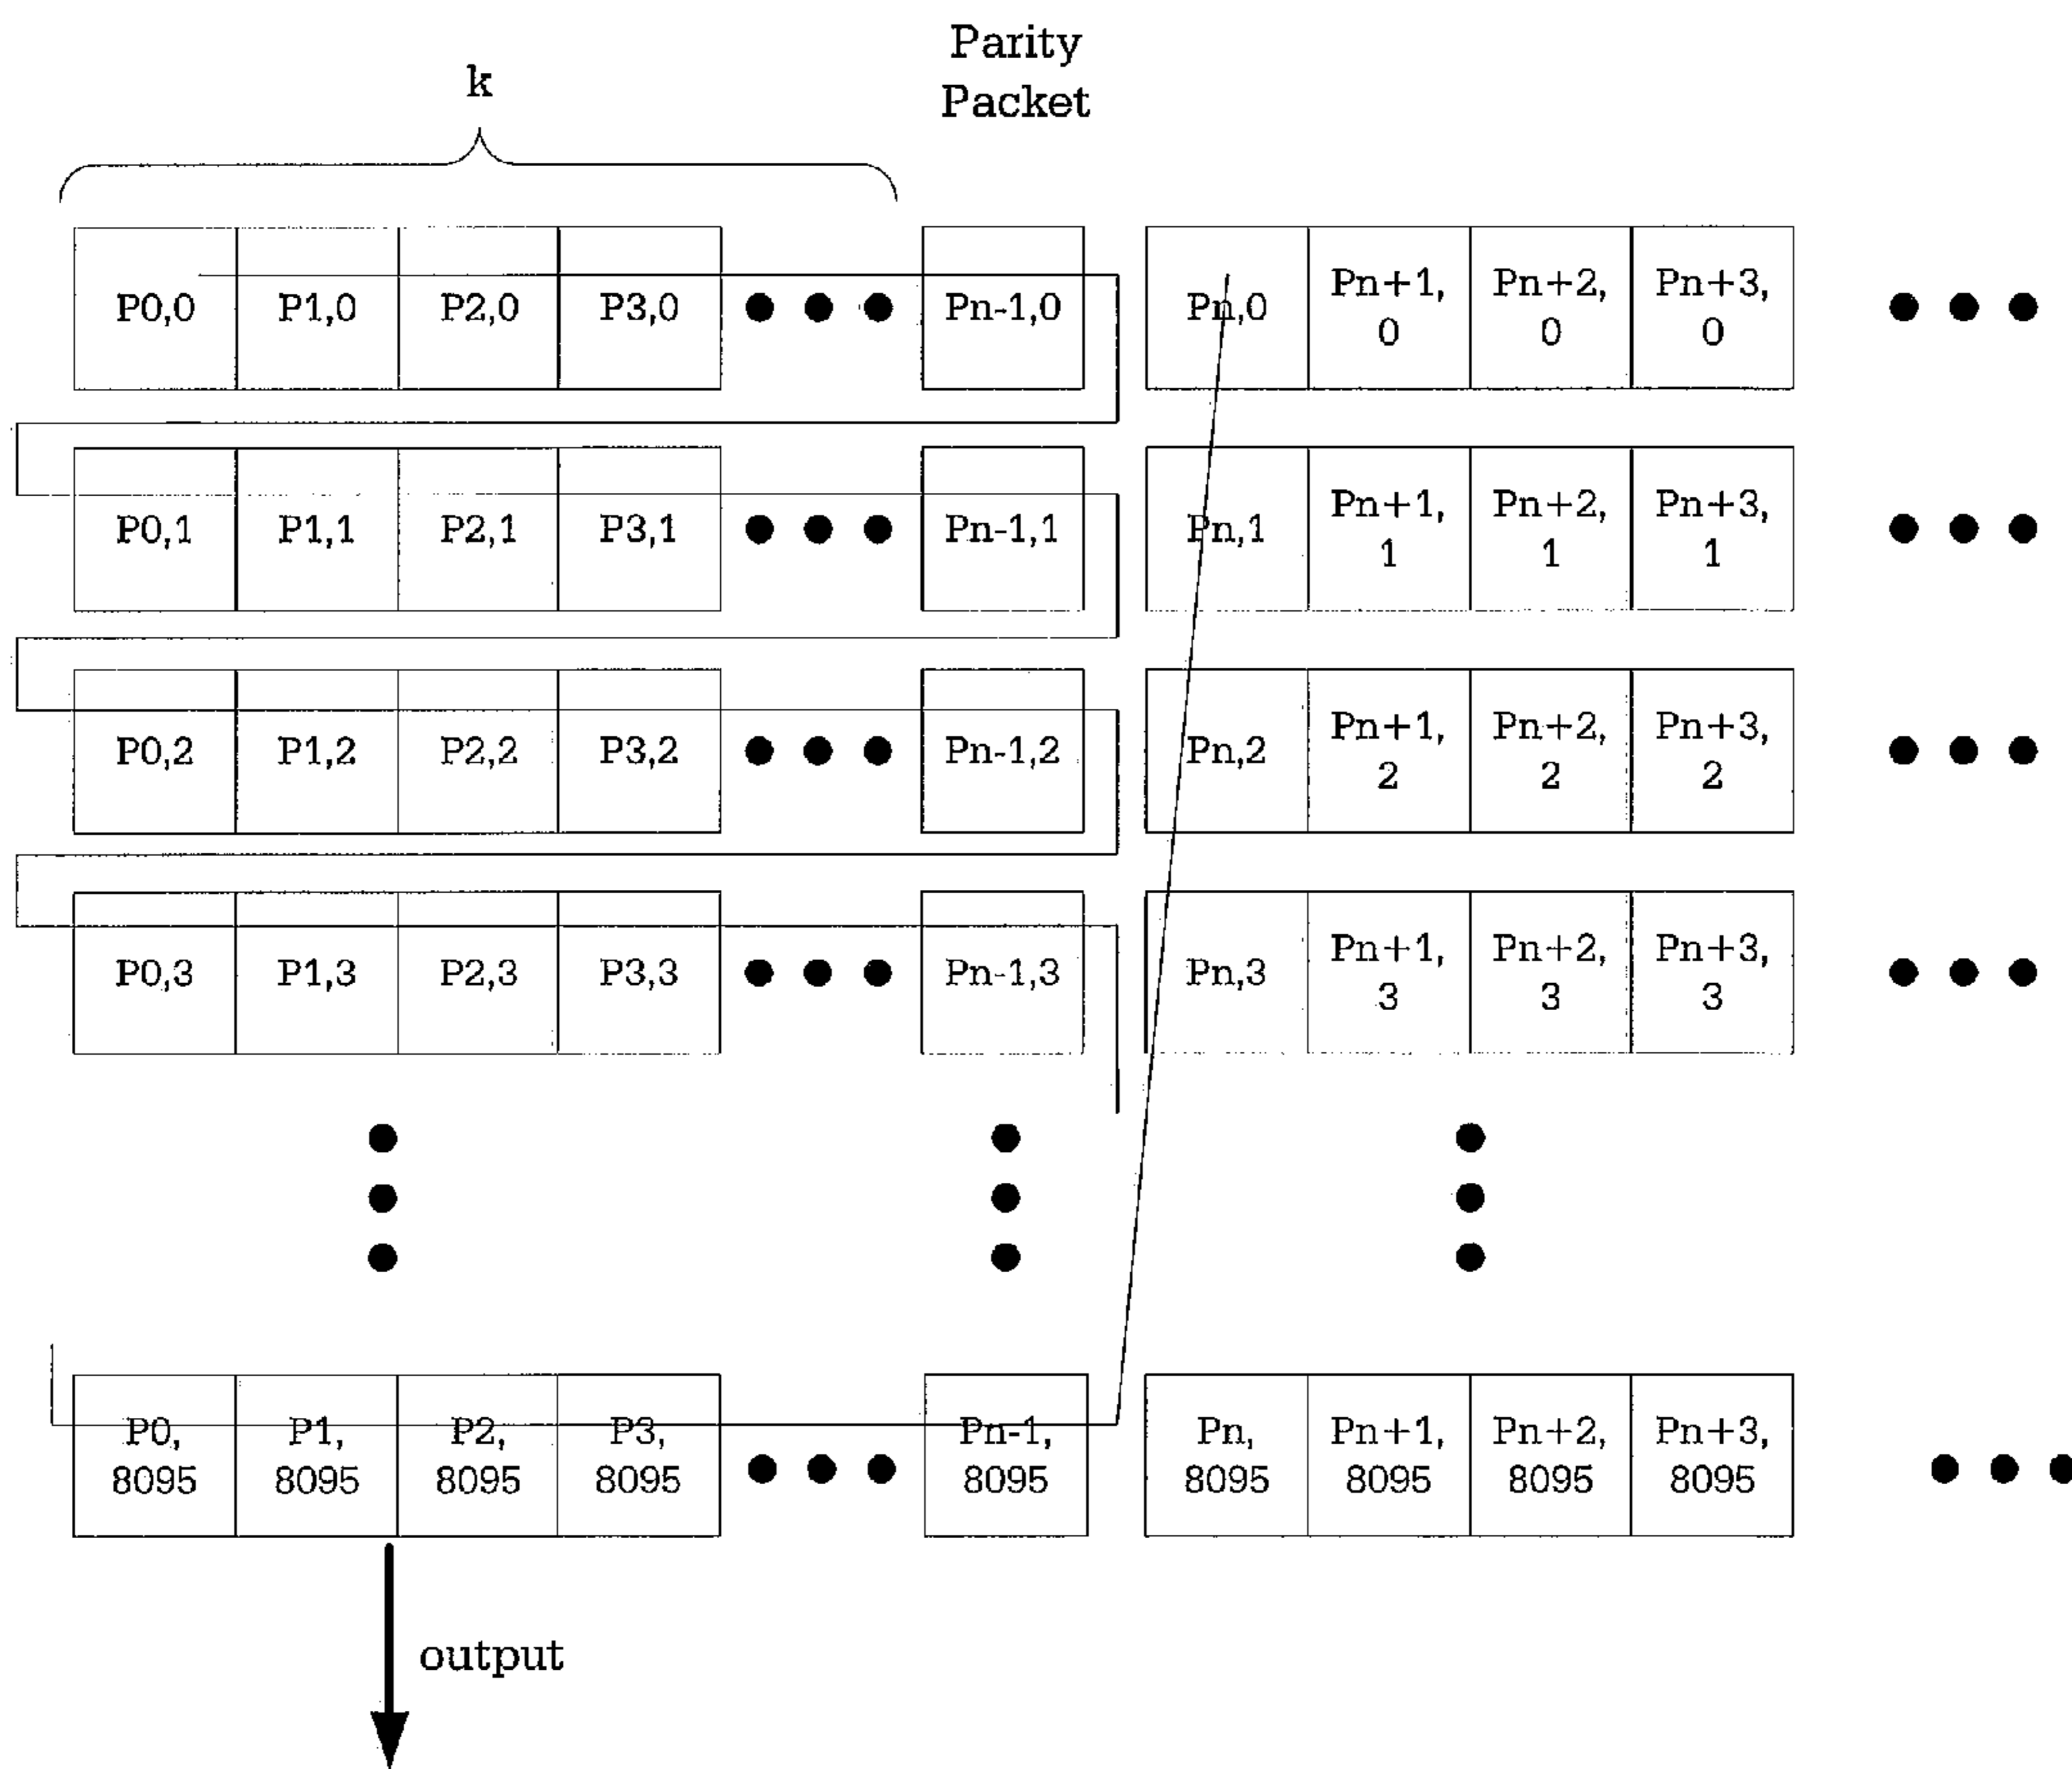 Parity
Packet
k
P0,0 P1,0 P2,0 P3,0 Pn-1,0 Pn,0 Pn+1, Pn+2, Pn+3,
0 0 0
P0,1 P1,1 P2,1 P3,1 Pn-1,1 Pn,1 Pn+1, Pn+2, Pn+3,
1 1 1
P0,2 P1,2 P2,2 P3,2 Pn-1,2 Pn,2 Pn+1, Pn+2, Pn+3,
2 2 2
P0,3 P1,3 P2,3 P3,3 Pn-1,3 Pn,3 Pn+1, Pn+2, Pn+3,
3 3 3
P0, P1, P2, P3, Pn-1, Pn, Pn+1, Pn+2, Pn+3,
8095 8095 8095 8095 8095 8095 8095 8095 8095
output